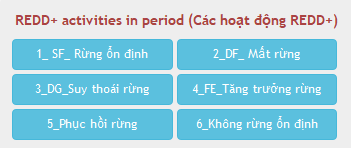 REDD+ activities in period (Các hoạt động REDD+)
1_ SF_ Rừng ổn định
2_DF_ Mất rừng
3_DG_Suy thoái rừng
4_FE_Tăng trưởng rừng
5_Phục hồi rừng
6_Không rừng ổn định